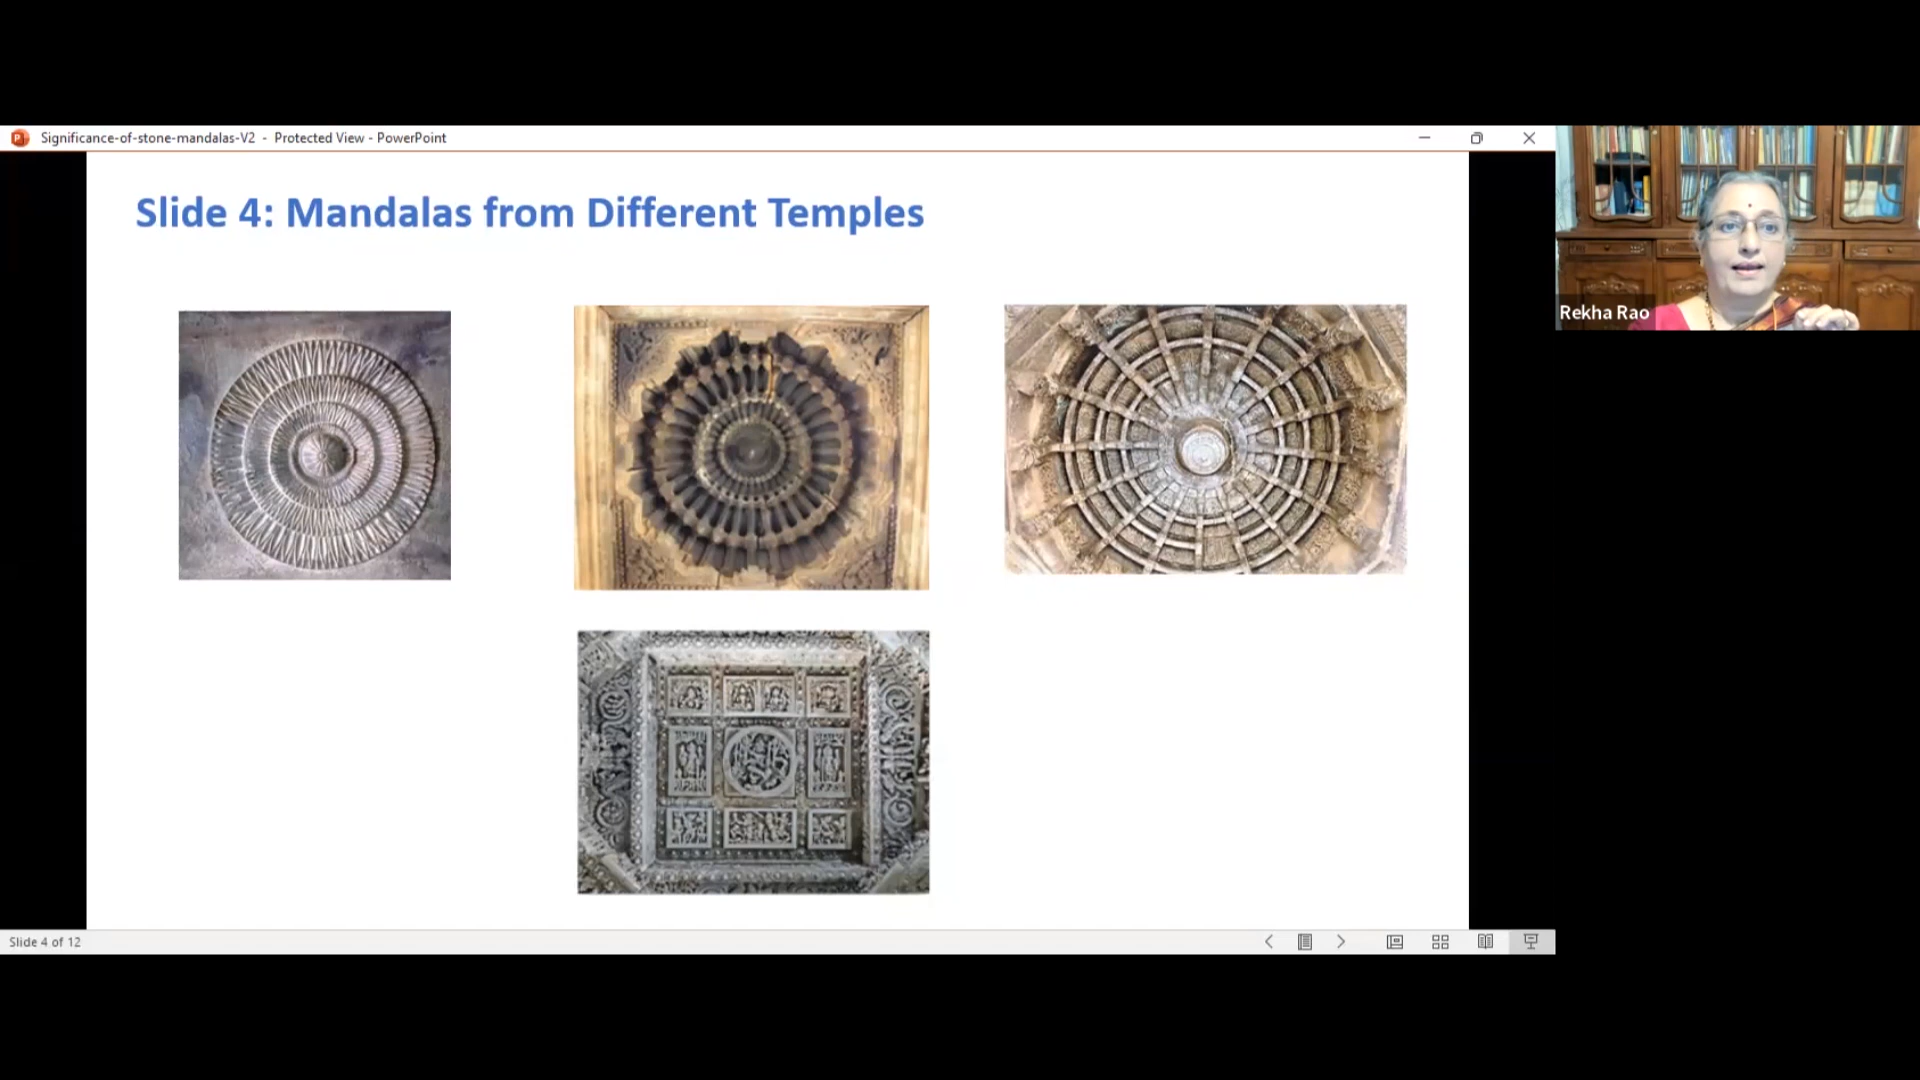 Significance-of-stone-mandalas-V2 - Protected View - PowerPoint
Slide 4: Mandalas from Different Temples
Rekha Rao
Slide 4 of 12